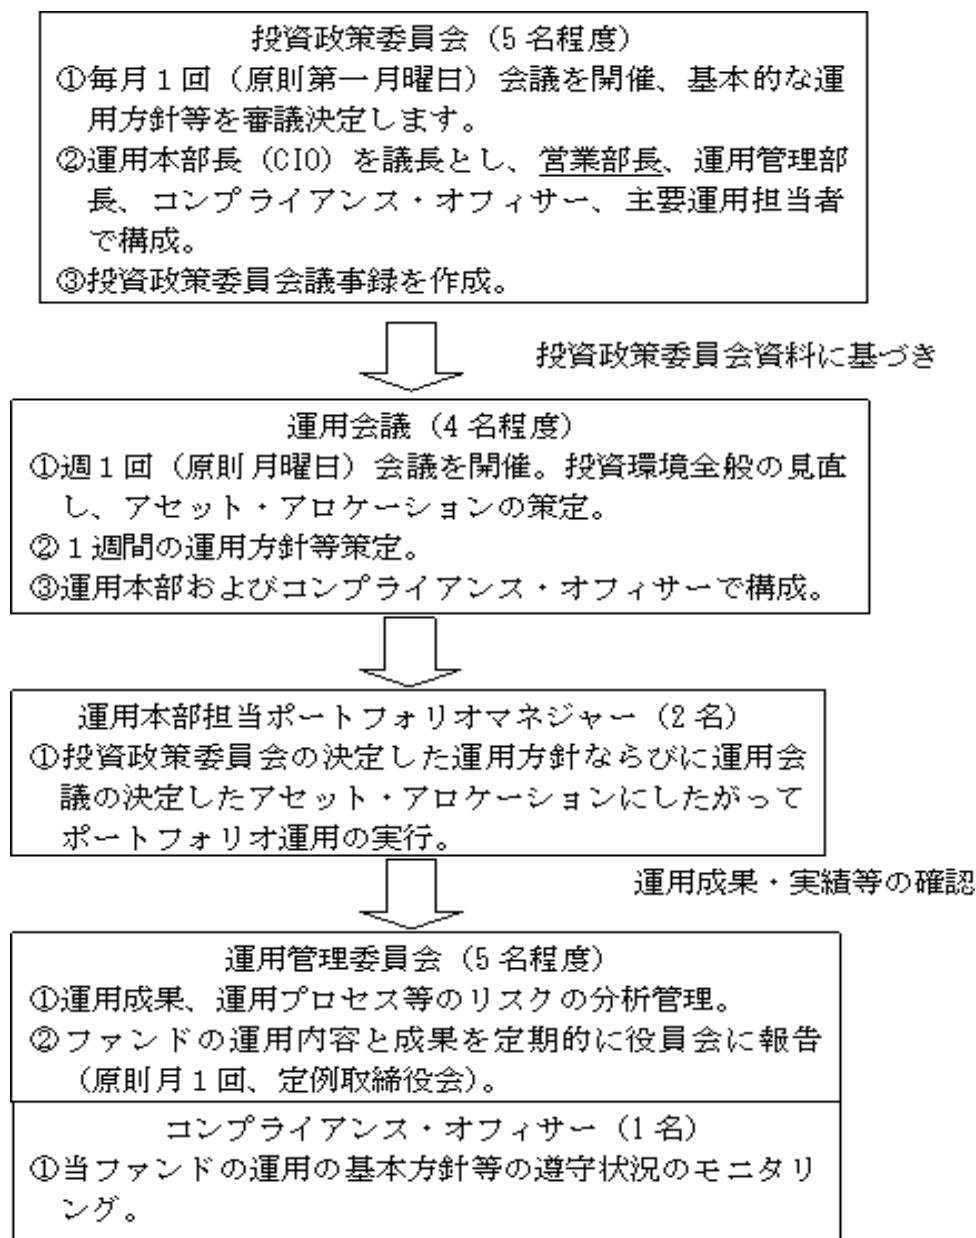 投資政策委員会（5名程度）
①毎月1回（原則第一月曜日）会議を開催、基本的な運
用方針等を審議決定します。
②運用本部長（CIO）を議長とし、営業部長、運用管理部
長、コンプライアンス・オフィサー、主要運用担当者
で構成。
③投資政策委員会議事録を作成。
投資政策委員会資料に基づき
運用会議（4名程度）
①週1回（原則月曜日）会議を開催。投資環境全般の見直
し、アセット・アロケーションの策定。
②1週間の運用方針等策定。
③運用本部およびコンプライアンス・オフィサーで構成。
運用本部担当ポートフォリオマネジャー（2名）
①投資政策委員会の決定した運用方針ならびに運用会
議の決定したアセット・アロケーションにしたがって
ポートフォリオ運用の実行。
運用成果・実績等の確認
運用管理委員会（5名程度）
①運用成果、運用プロセス等のリスクの分析管理。
②ファンドの運用内容と成果を定期的に役員会に報告
（原則月1回、定例取締役会）。
コンプライアンス・オフィサー（1名）
①当ファンドの運用の基本方針等の遵守状況のモニタリ
ング。